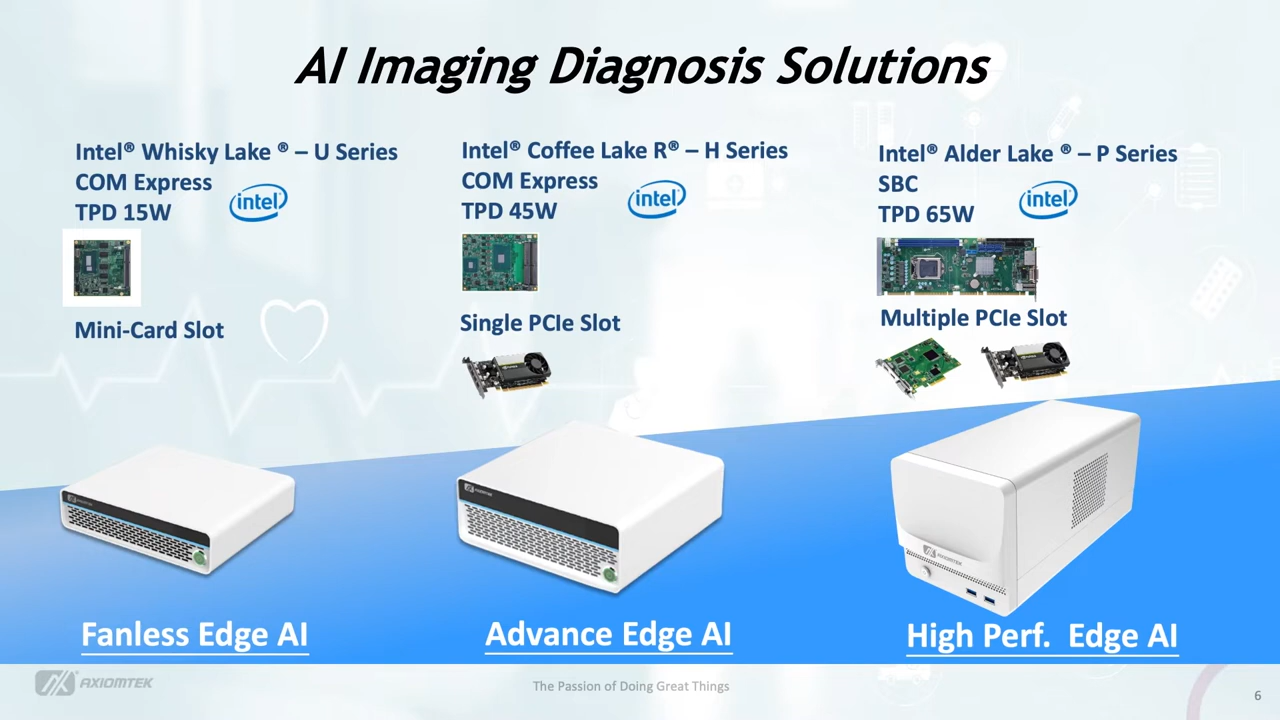 AI Imaging Diagnosis Solutions
Intel® Whisky Lake ® – U Series
COM Express
TPD 15W
intel
Mini-Card Slot
Intel® Coffee Lake R® – H Series
COM Express
TPD 45W
intel
Single PCIe Slot
Intel® Alder Lake ® – P Series
SBC
TPD 65W
intel
Multiple PCIe Slot
AXIOMTEK
AXIOMTEK
AXIOMTEK
Fanless Edge AI
Advance Edge AI
High Perf. Edge AI
AXIOMTEK
The Passion of Doing Great Things
6